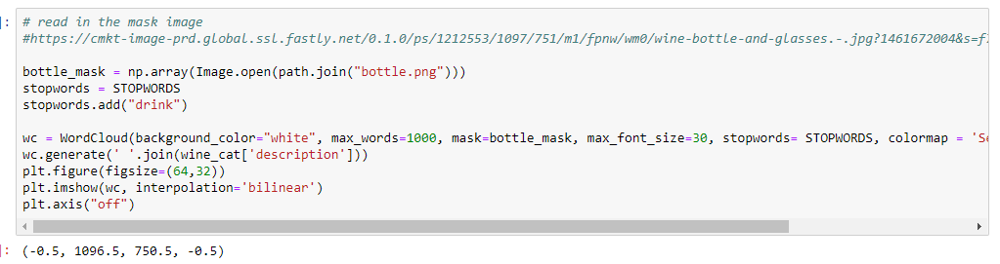 ]:
# read in the mask image
#https://cmkt-image-prd.global.ssl.fastly.net/0.1.0/ps/1212553/1097/751/m1/fpnw/wm0/wine-bottle-and-glasses.-.jpg?1461672004&s=f
bottle_mask = np.array(Image.open(path.join("bottle.png")))
stopwords = STOPWORDS
stopwords.add("drink")
wc = WordCloud(background_color="white", max_words=1000, mask=bottle_mask, max_font_size=30, stopwords= STOPWORDS, colormap = 'Se
wc.generate(' '.join(wine_cat['description']))
plt.figure(figsize=(64,32))
plt.imshow(wc, interpolation='bilinear')
plt.axis("off")
]: (-0.5, 1096.5, 750.5, -0.5)